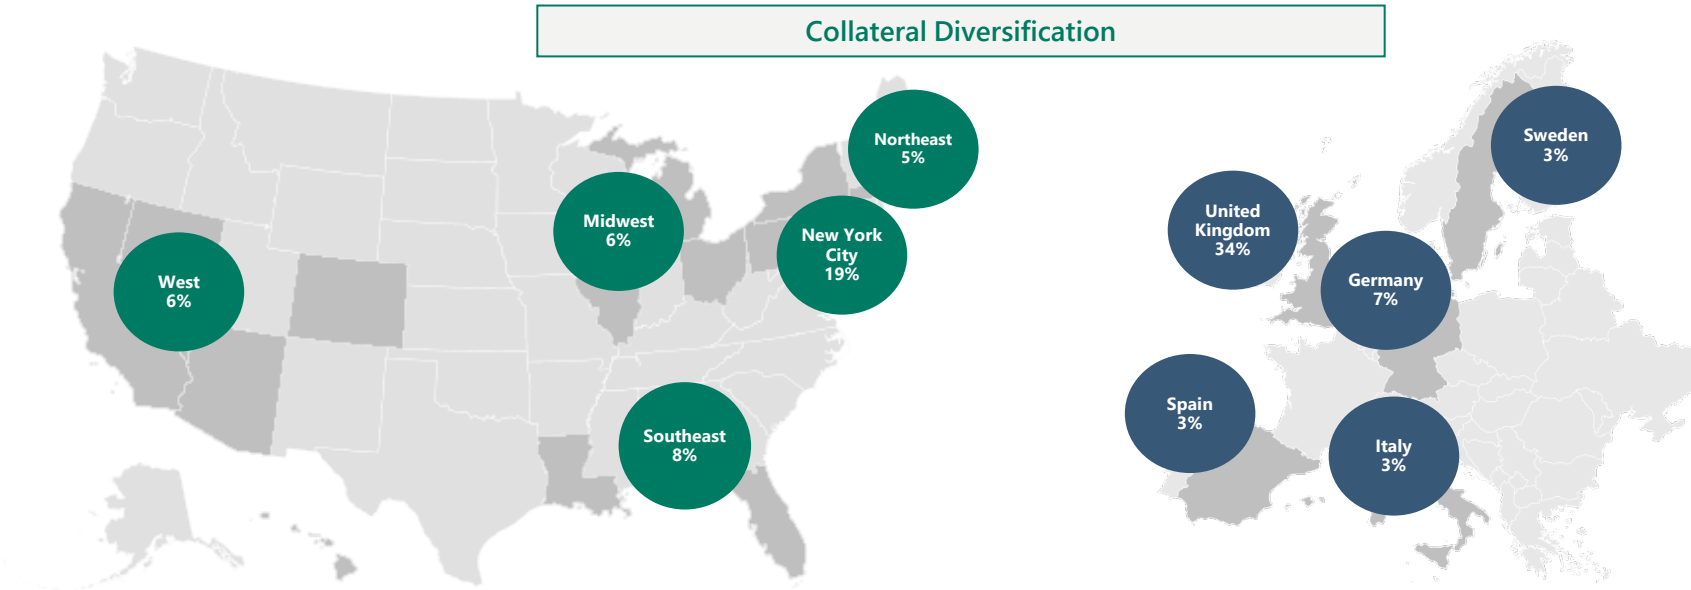 Collateral Diversification
Northeast
5%
Midwest
6%
New York
City
19%
West
6%
Southeast
8%
Sweden
3%
United
Kingdom
34%
Germany
7%
Spain
3%
Italy
3%